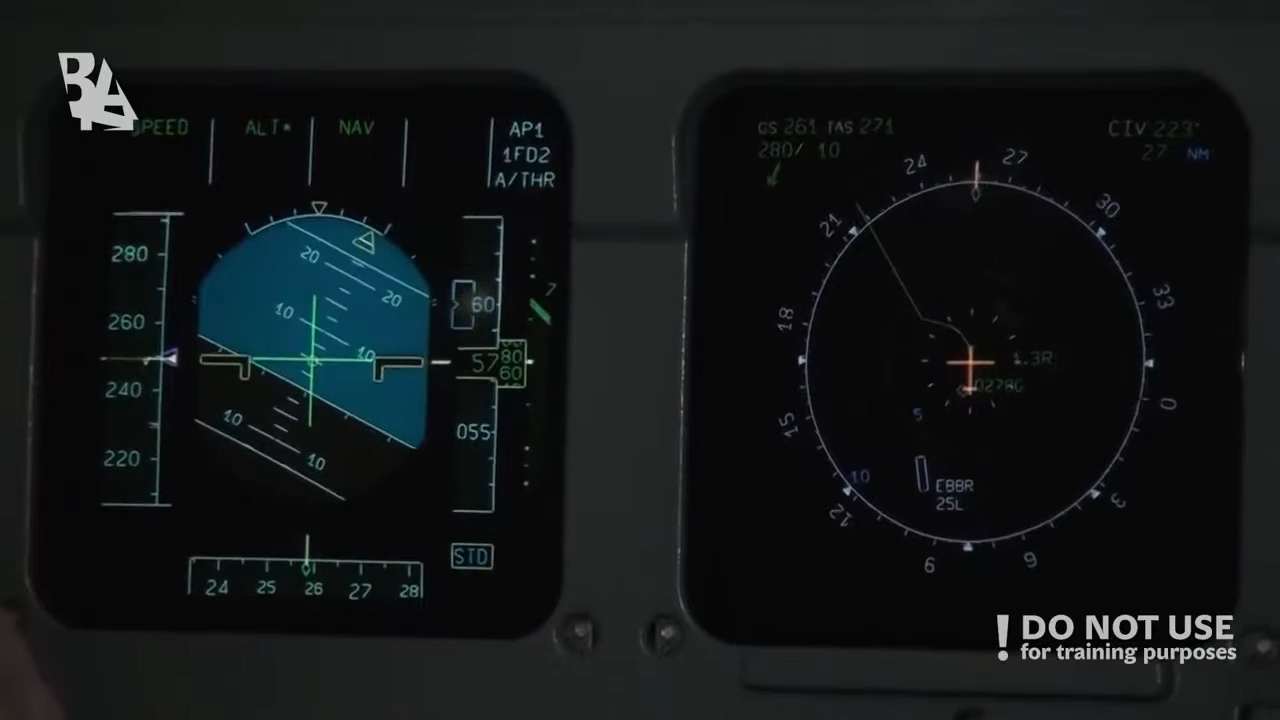 BA
SPEED ALT* NAV AP1
1FD2
A/THR
280
260
240
220
20
20
10
10
10
10
60
57
80
60
055
7
STD
24 25 26 27 28
GS 261 TAS 271
280/ 10
CIV 223°
27 NM
24
27
30
33
0
3
6
9
12
15
18
21
1.3R
5
10
EBBR
25L
! DO NOT USE
for training purposes